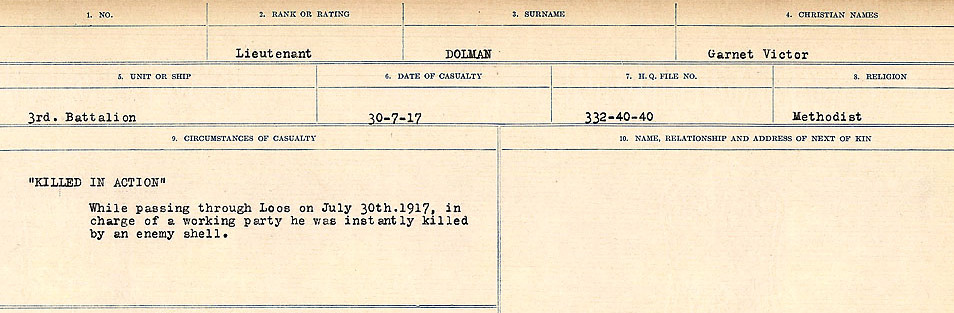 1. NO. 2. RANK OR RATING 3. SURNAME 4. CHRISTIAN NAMES
Lieutenant DOLMAN Garnet Victor
5. UNIT OR SHIP 6. DATE OF CASUALTY 7. H. Q. FILE NO. 8. RELIGION
3rd. Battalion 30-7-17 332-40-40 Methodist
9. CIRCUMSTANCES OF CASUALTY 10. NAME, RELATIONSHIP AND ADDRESS OF NEXT OF KIN
"KILLED IN ACTION"
While passing through Loos on July 30th.1917, in
charge of a working party he was instantly killed
by an enemy shell.